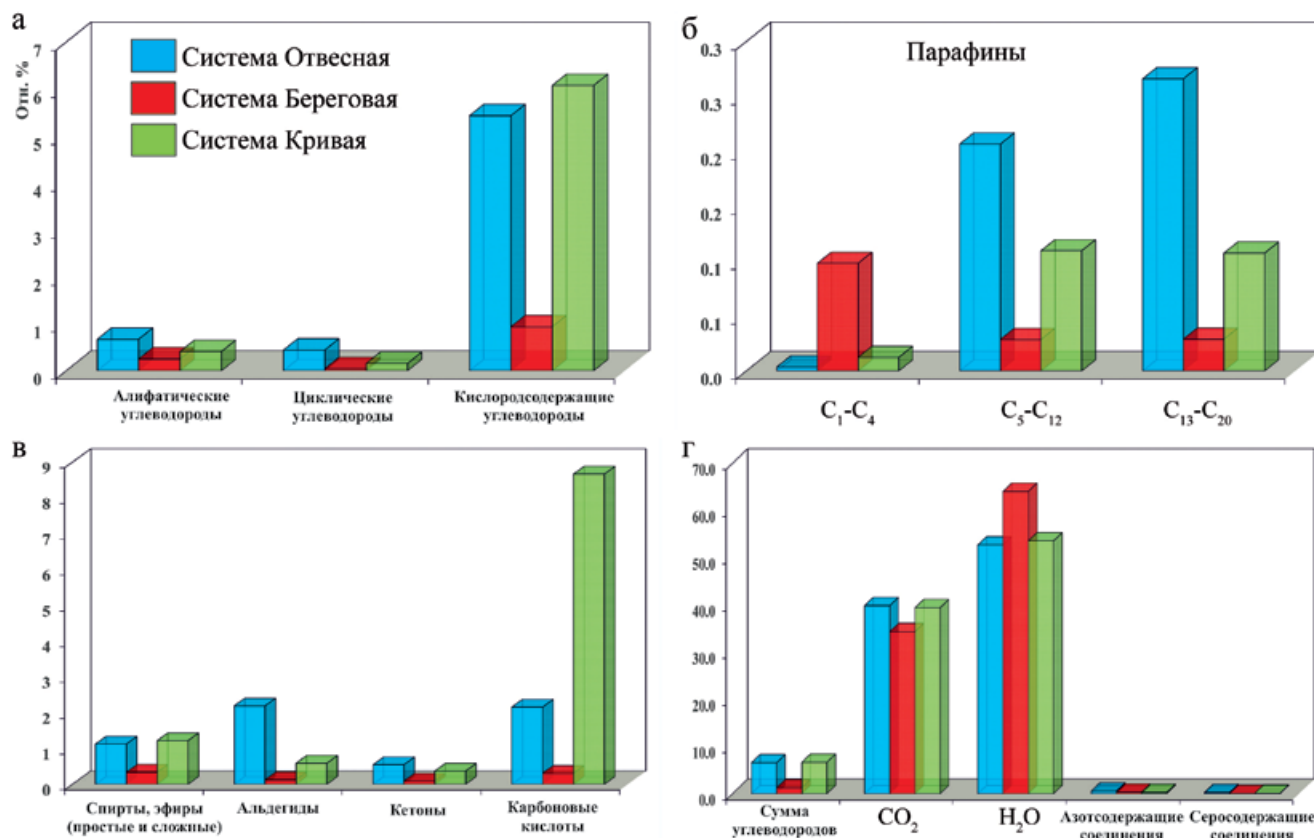 а
7
6
5
4
3
2
1
0
Отн. %
Система Отвесная
Система Береговая
Система Кривая
Алифатические
углеводороды
Циклические
углеводороды
Кислородсодержащие
углеводороды
б
Парафины
0.3
0.3
0.2
0.2
0.1
0.1
0.0
C₁-C₄
C₅-C₁₂
C₁₃-C₂₀
в
9
8
7
6
5
4
3
2
1
0
Спирты, эфиры
(простые и сложные)
Альдегиды
Кетоны
Карбоновые
кислоты
г
70.0
60.0
50.0
40.0
30.0
20.0
10.0
0.0
Сумма
углеводородов
CO₂
H₂O
Азотсодержащие
соединения
Серосодержащие
соединения